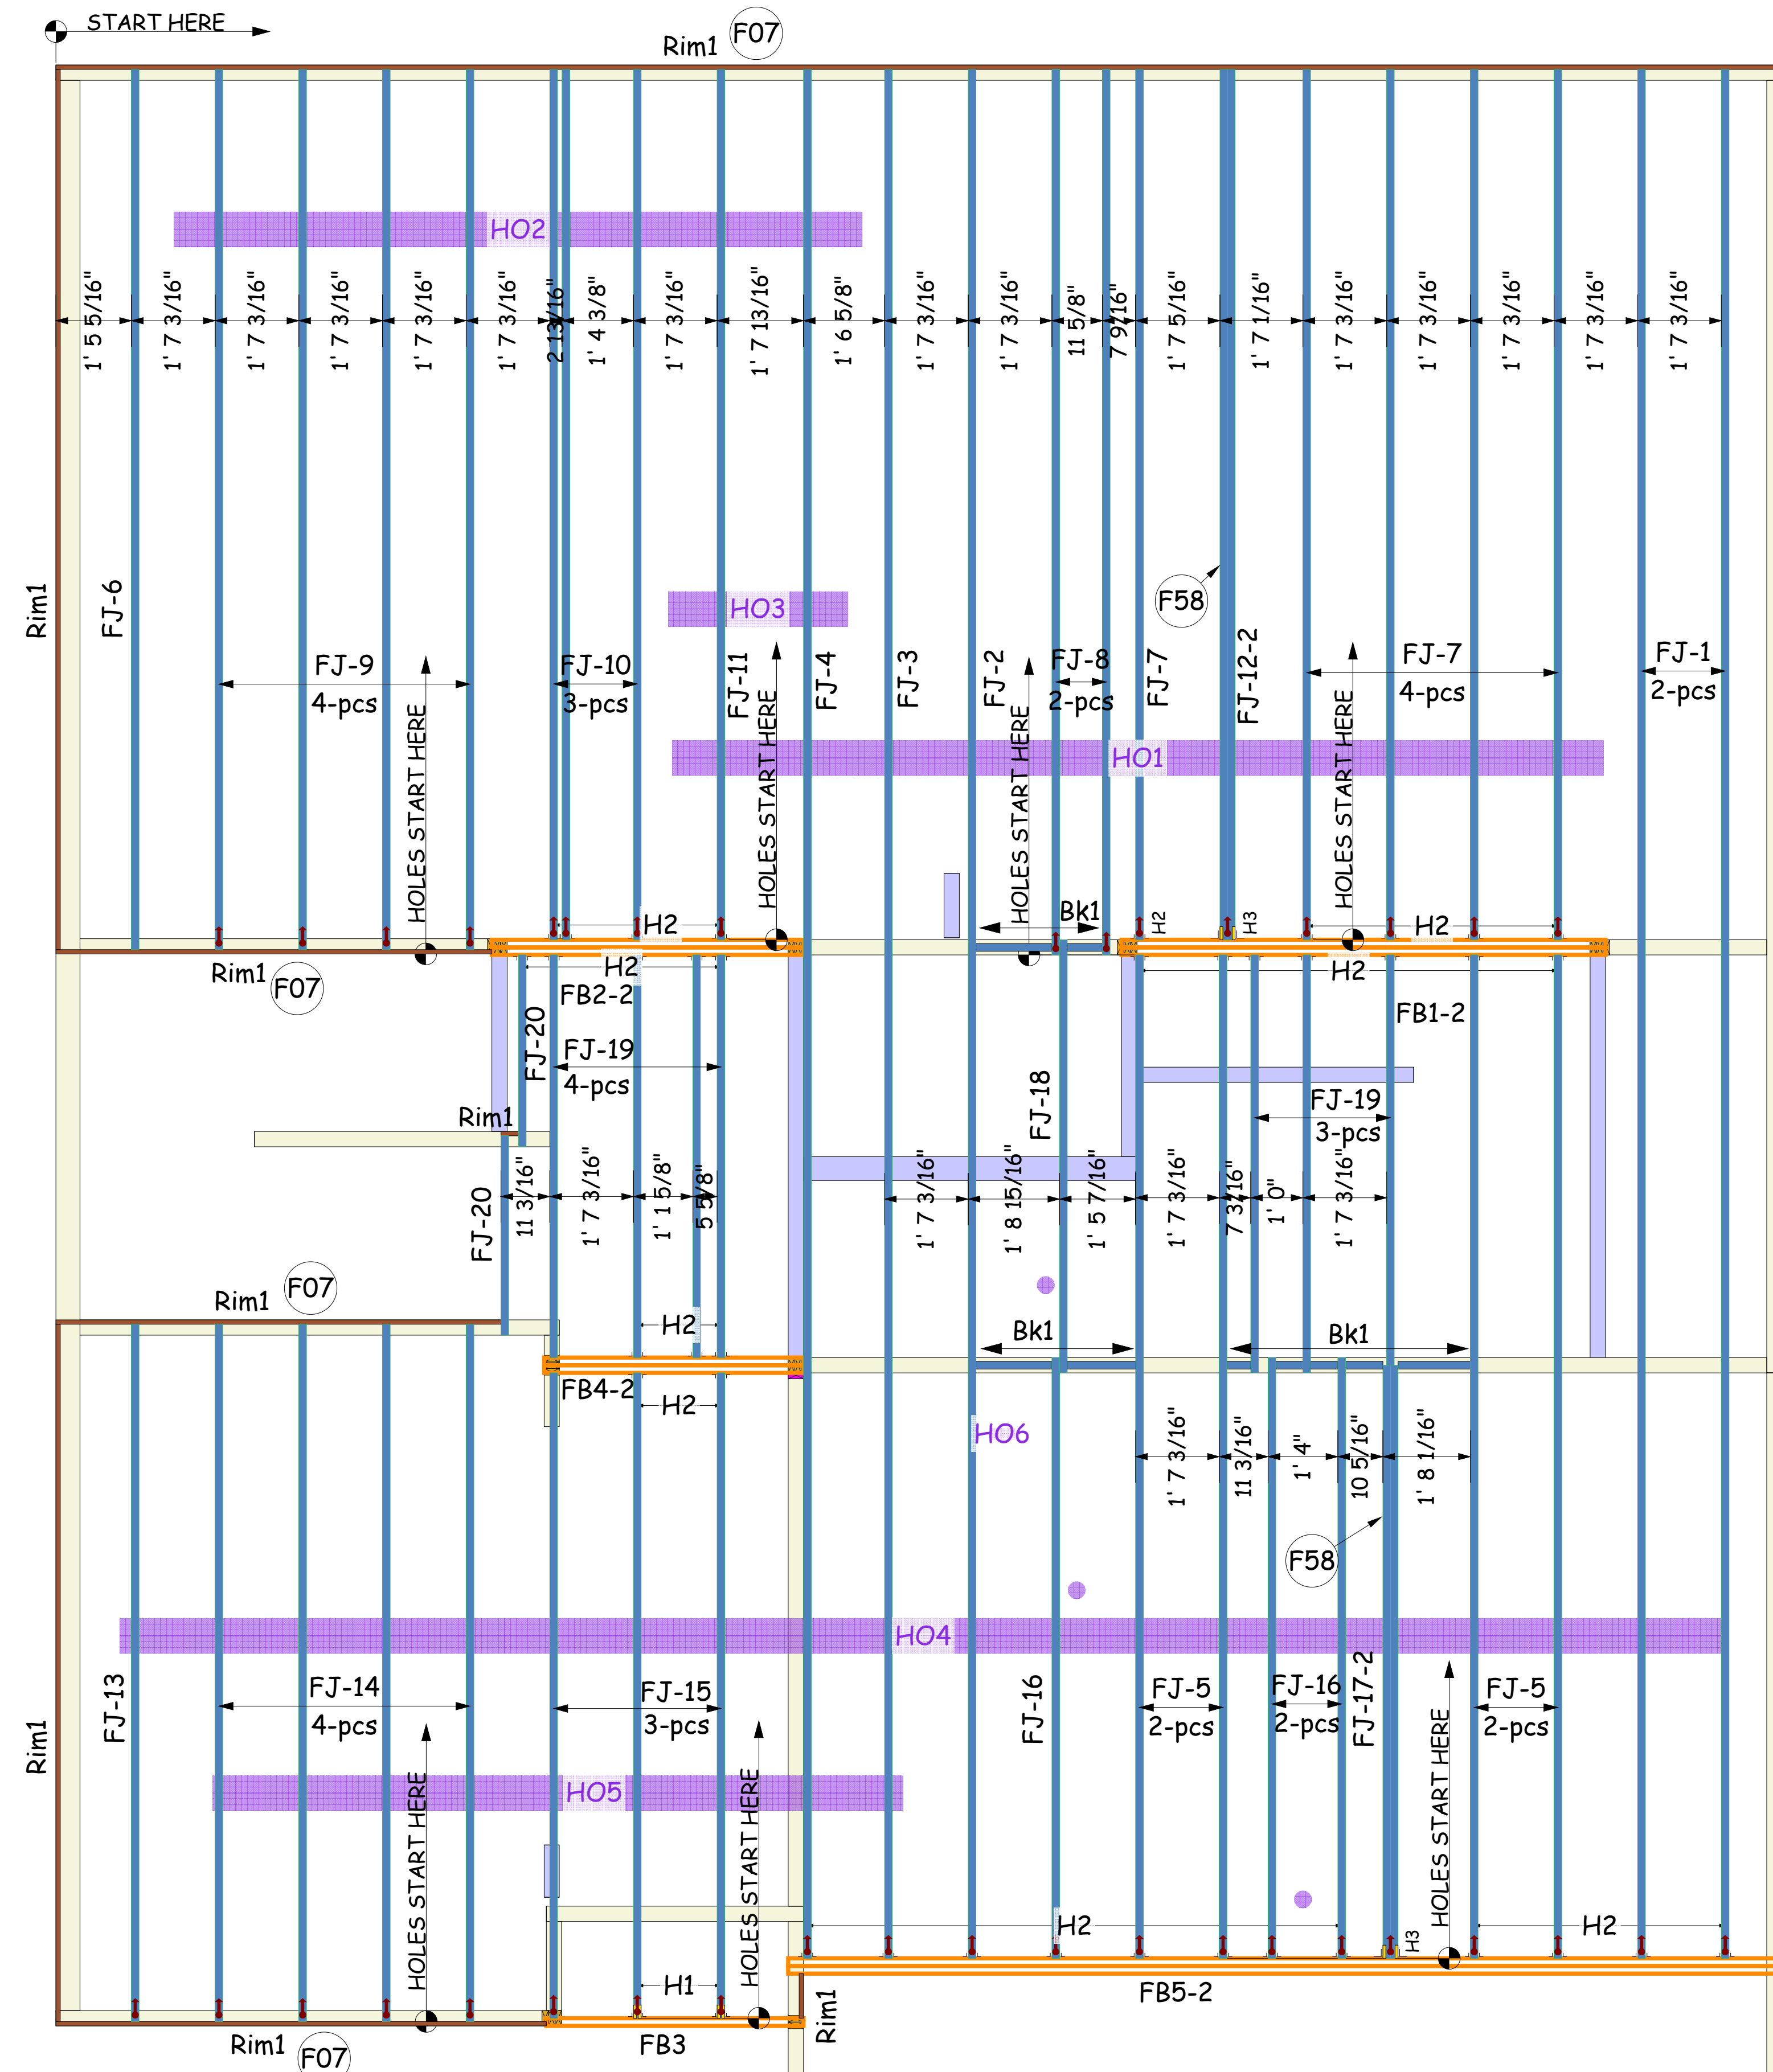 START HERE
Rim1
F07
HO2
1' 5 5/16"
1' 7 3/16"
1' 7 3/16"
1' 7 3/16"
1' 7 3/16"
1' 7 3/16"
2 13/16"
1' 4 3/8"
1' 7 3/16"
1' 7 13/16"
1' 6 5/8"
1' 7 3/16"
1' 7 3/16"
11 5/8"
7 9/16"
1' 7 5/16"
1' 7 1/16"
1' 7 3/16"
1' 7 3/16"
1' 7 3/16"
1' 7 3/16"
1' 7 3/16"
Rim1
FJ-6
HO3
F58
FJ-9
4-pcs
FJ-10
3-pcs
FJ-11
FJ-4
FJ-3
FJ-2
FJ-8
2-pcs
FJ-7
FJ-12-2
FJ-7
4-pcs
FJ-1
2-pcs
HO1
HOLES START HERE
HOLES START HERE
HOLES START HERE
HOLES START HERE
H2
Bk1
H2
H3
H2
Rim1
F07
H2
FB2-2
H2
FB1-2
FJ-20
FJ-19
4-pcs
FJ-18
FJ-19
3-pcs
Rim1
FJ-20
11 3/16"
1' 7 3/16"
1' 1 5/8"
5 5/8"
1' 7 3/16"
1' 8 15/16"
1' 5 7/16"
1' 7 3/16"
7 3/16"
1' 0"
1' 7 3/16"
Rim1
F07
H2
Bk1
Bk1
FB4-2
H2
HO6
1' 7 3/16"
11 3/16"
1' 4"
10 5/16"
1' 8 1/16"
F58
HO4
Rim1
FJ-13
FJ-14
4-pcs
FJ-15
3-pcs
FJ-16
FJ-5
2-pcs
FJ-16
2-pcs
FJ-17-2
FJ-5
2-pcs
HO5
HOLES START HERE
HOLES START HERE
HOLES START HERE
H2
H3
H2
H1
FB5-2
Rim1
F07
FB3
Rim1